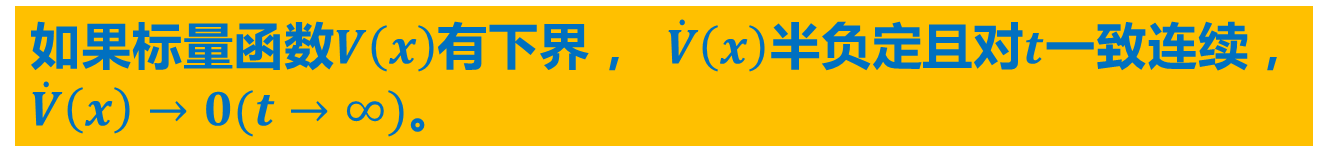 如果标量函数V(x)有下界， V̇(x)半负定且对t一致连续，
V̇(x) → 0(t → ∞)。